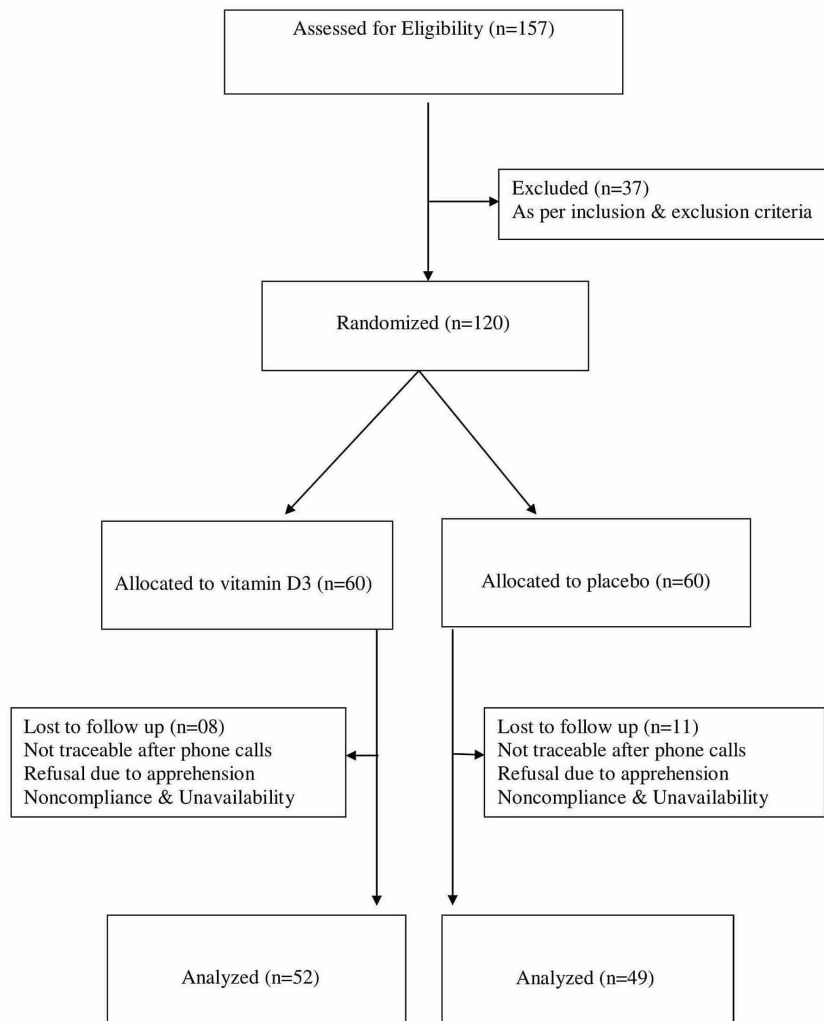 Assessed for Eligibility (n=157)
Excluded (n=37)
As per inclusion & exclusion criteria
Randomized (n=120)
Allocated to vitamin D3 (n=60)
Allocated to placebo (n=60)
Lost to follow up (n=08)
Not traceable after phone calls
Refusal due to apprehension
Noncompliance & Unavailability
Lost to follow up (n=11)
Not traceable after phone calls
Refusal due to apprehension
Noncompliance & Unavailability
Analyzed (n=52)
Analyzed (n=49)